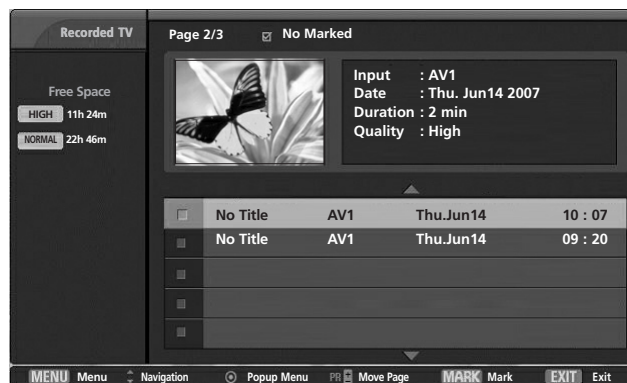 Recorded TV
Page 2/3 No Marked
Free Space
HIGH 11h 24m
NORMAL 22h 46m
Input : AV1
Date : Thu. Jun14 2007
Duration : 2 min
Quality : High
No Title AV1 Thu.Jun14 10 : 07
No Title AV1 Thu.Jun14 09 : 20
MENU Menu Navigation Popup Menu PR Move Page MARK Mark EXIT Exit